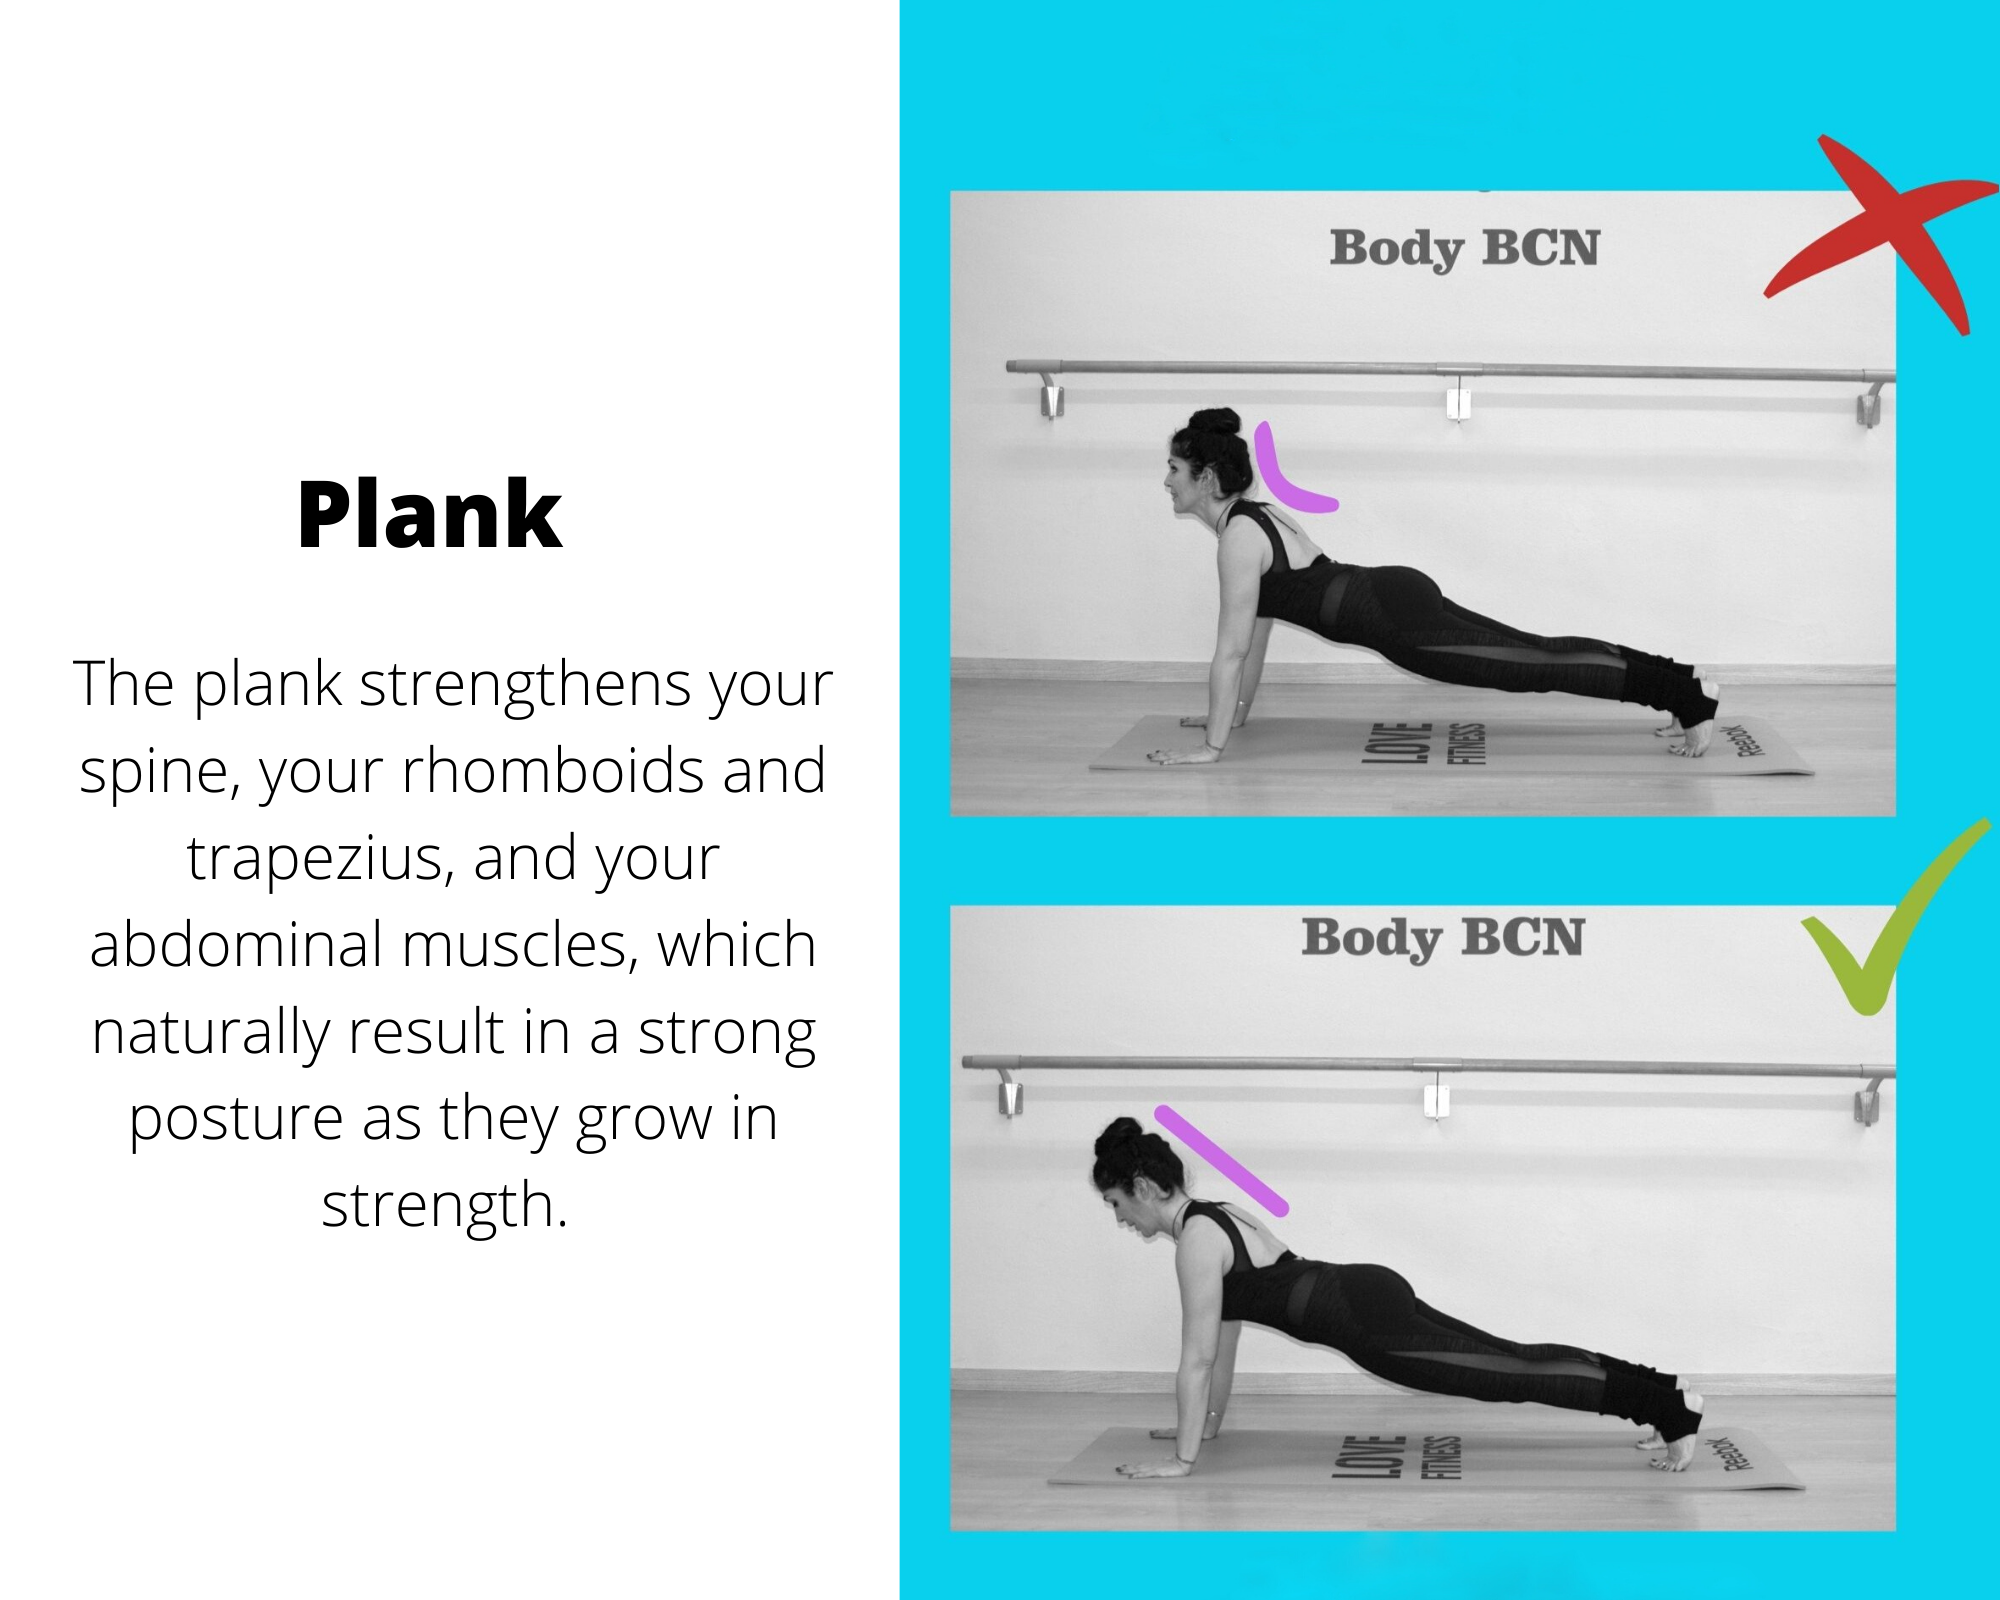 Plank
The plank strengthens your
spine, your rhomboids and
trapezius, and your
abdominal muscles, which
naturally result in a strong
posture as they grow in
strength.
Body BCN
LOVE
FITNESS
Reebok
Body BCN
LOVE
FITNESS
Reebok